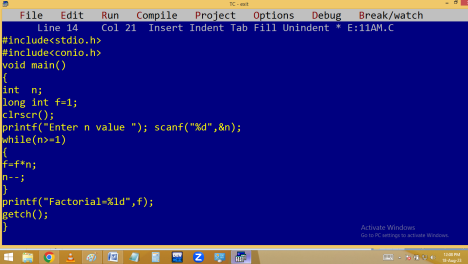 TC - exit
File Edit Run Compile Project Options Debug Break/watch
Line 14 Col 21 Insert Indent Tab Fill Unindent * E:11AM.C
#include<stdio.h>
#include<conio.h>
void main()
{
int n;
long int f=1;
clrscr();
printf("Enter n value "); scanf("%d",&n);
while(n>=1)
{
f=f*n;
n--;
}
printf("Factorial=%ld",f);
getch();
}
Activate Windows
Go to PC settings to activate Windows.